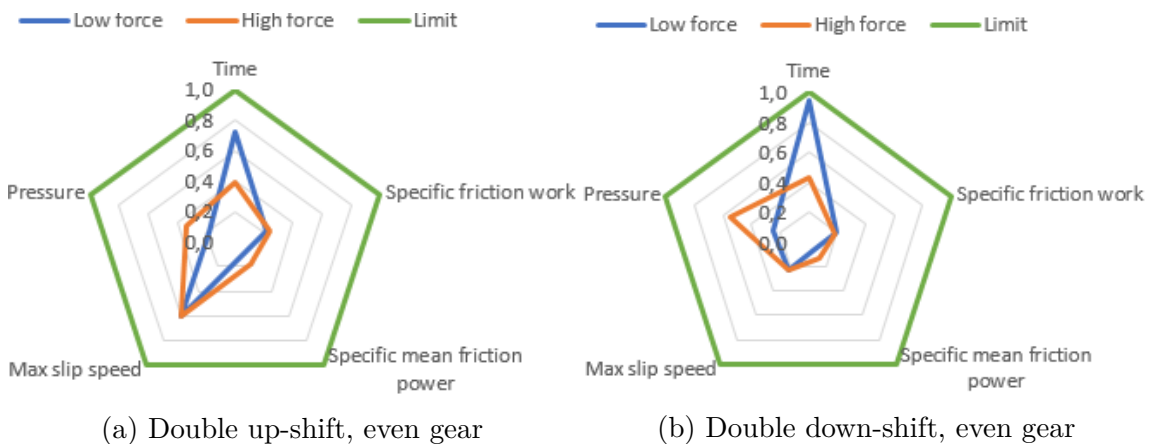 Low force High force Limit
Time
1,0
0,8
0,6
0,4
0,2
0,0
Pressure
Specific friction work
Max slip speed
Specific mean friction
power
(a) Double up-shift, even gear
Low force High force Limit
Time
1,0
0,8
0,6
0,4
0,2
0,0
Pressure
Specific friction work
Max slip speed
Specific mean friction
power
(b) Double down-shift, even gear